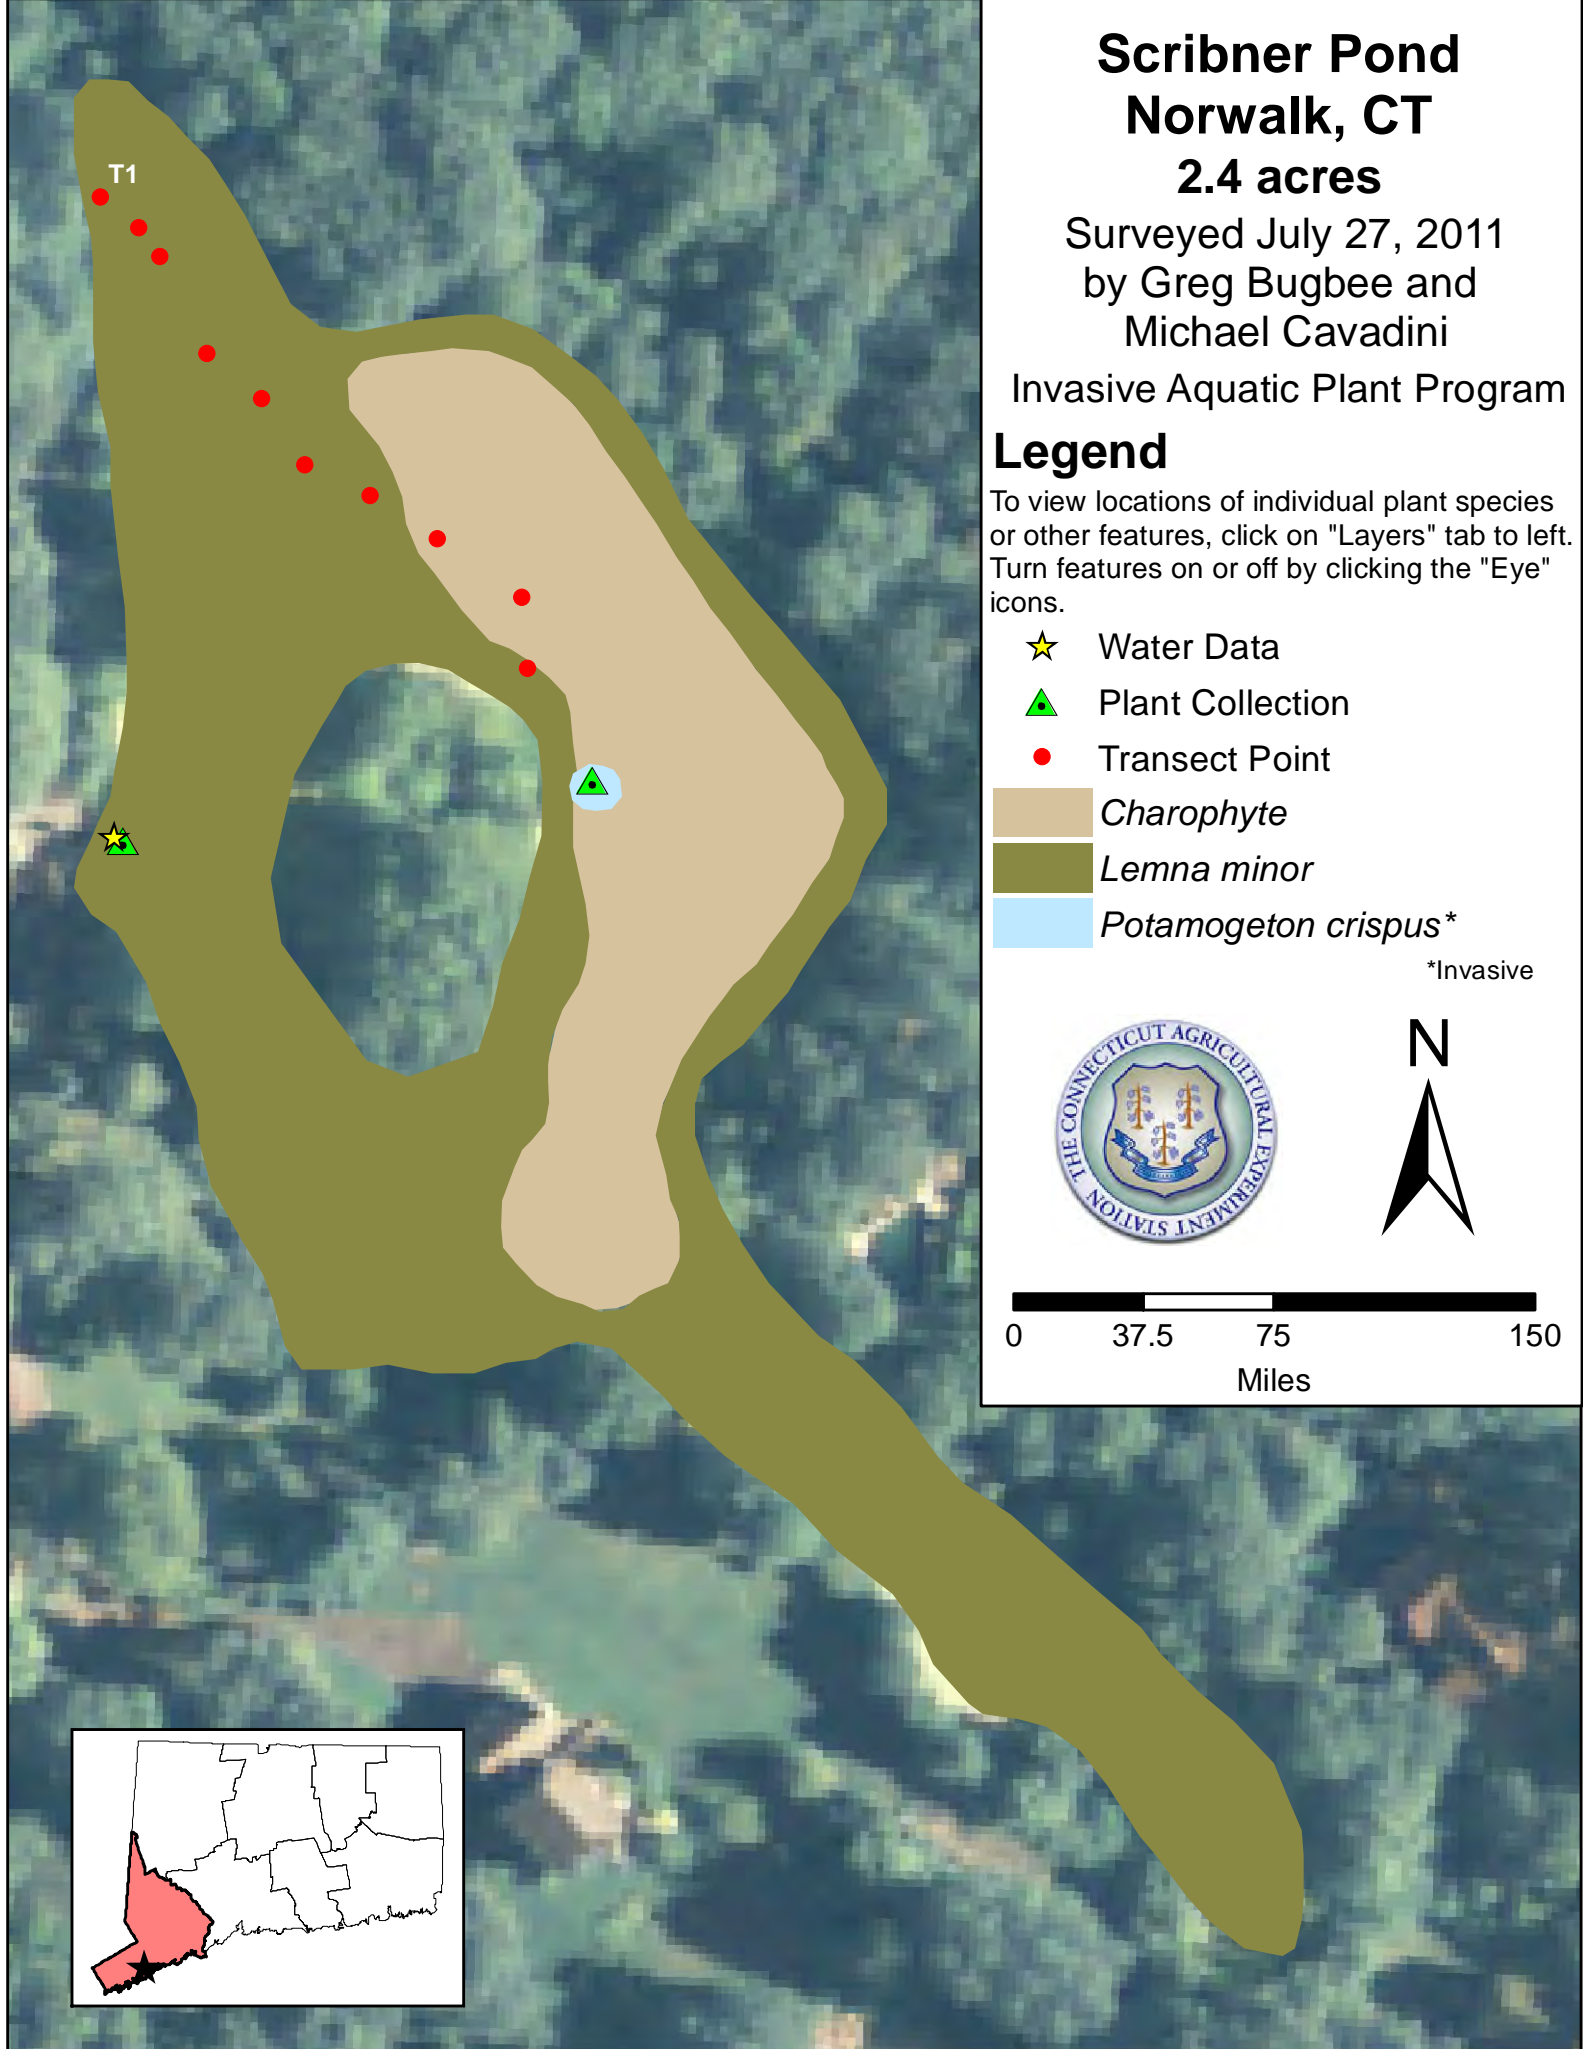 Scribner Pond
Norwalk, CT
2.4 acres
Surveyed July 27, 2011
by Greg Bugbee and
Michael Cavadini
Invasive Aquatic Plant Program
Legend
To view locations of individual plant species
or other features, click on "Layers" tab to left.
Turn features on or off by clicking the "Eye"
icons.
Water Data
Plant Collection
Transect Point
Charophyte
Lemna minor
Potamogeton crispus*
*Invasive
THE CONNECTICUT AGRICULTURAL EXPERIMENT STATION
N
0 37.5 75 150
Miles
T1